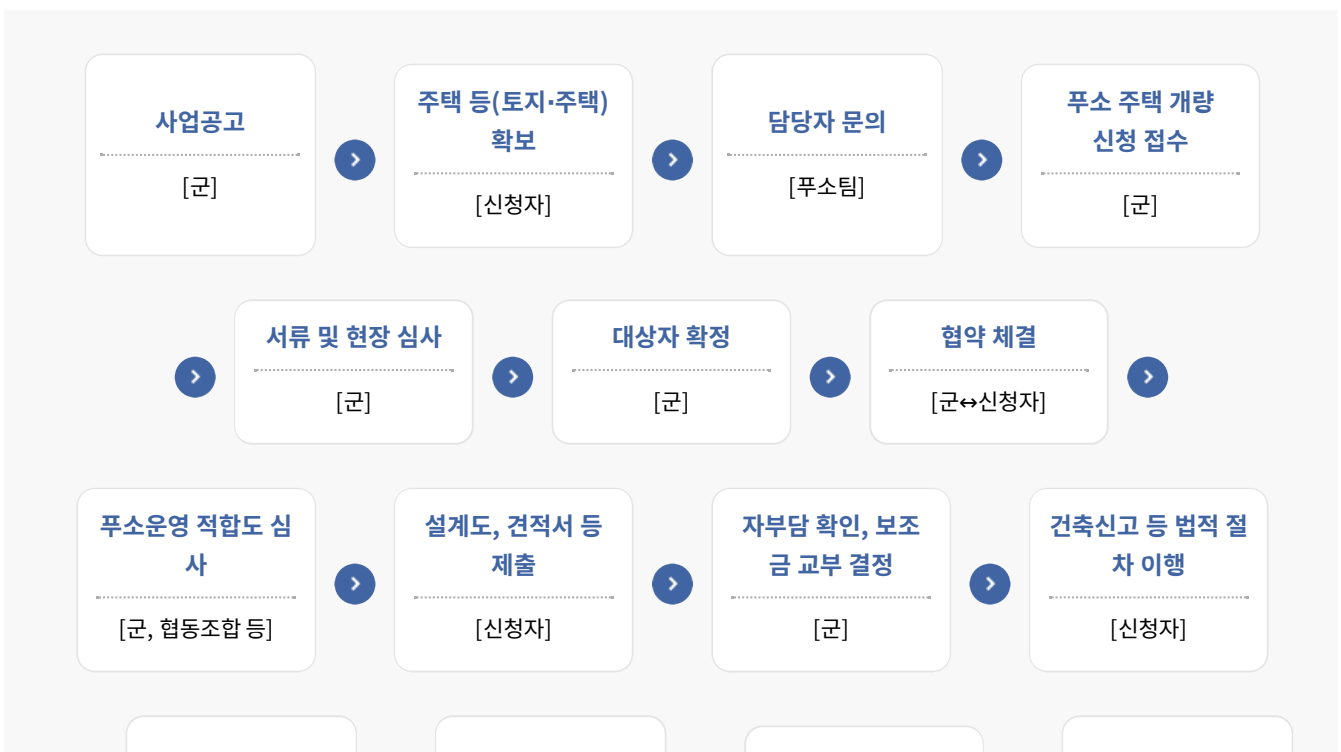 사업공고
[군]
주택 등(토지·주택)
확보
[신청자]
담당자 문의
[푸소팀]
푸소 주택 개량
신청 접수
[군]
서류 및 현장 심사
[군]
대상자 확정
[군]
협약 체결
[군↔신청자]
푸소운영 적합도 심
사
[군, 협동조합 등]
설계도, 견적서 등
제출
[신청자]
자부담 확인, 보조
금 교부 결정
[군]
건축신고 등 법적 절
차 이행
[신청자]